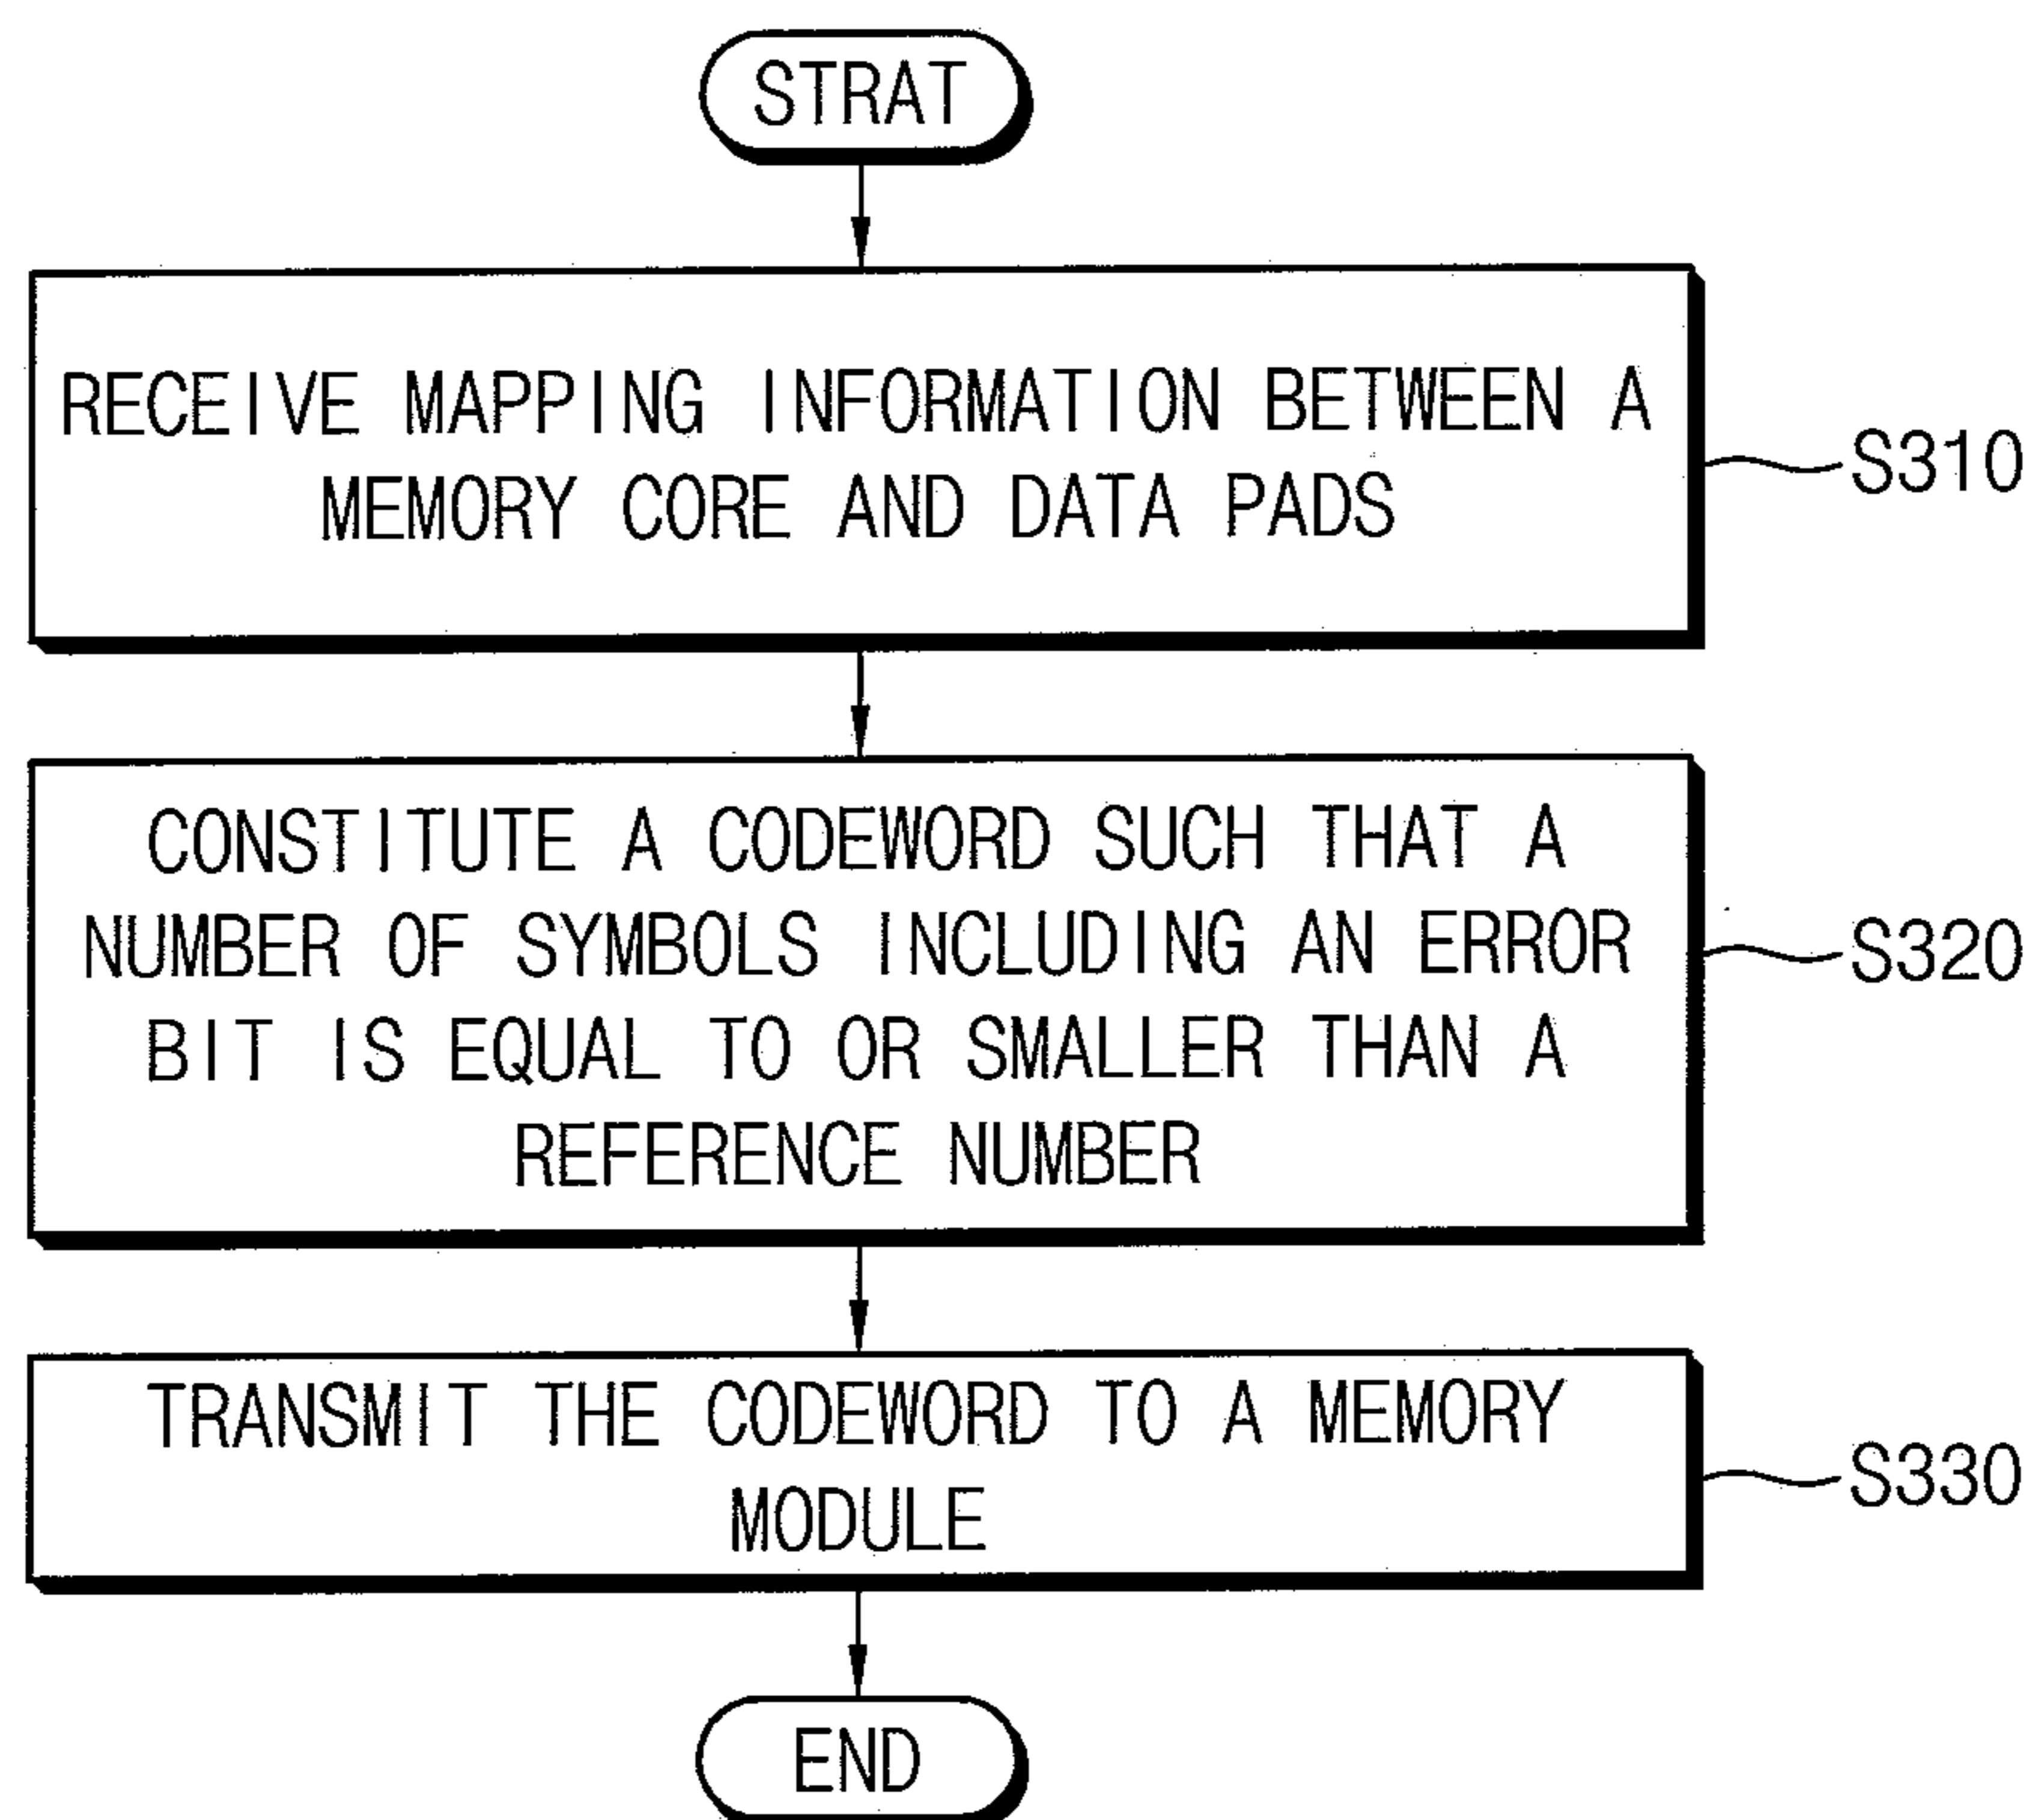 STRAT
RECEIVE MAPPING INFORMATION BETWEEN A
MEMORY CORE AND DATA PADS
S310
CONSTITUTE A CODEWORD SUCH THAT A
NUMBER OF SYMBOLS INCLUDING AN ERROR
BIT IS EQUAL TO OR SMALLER THAN A
REFERENCE NUMBER
S320
TRANSMIT THE CODEWORD TO A MEMORY
MODULE
S330
END